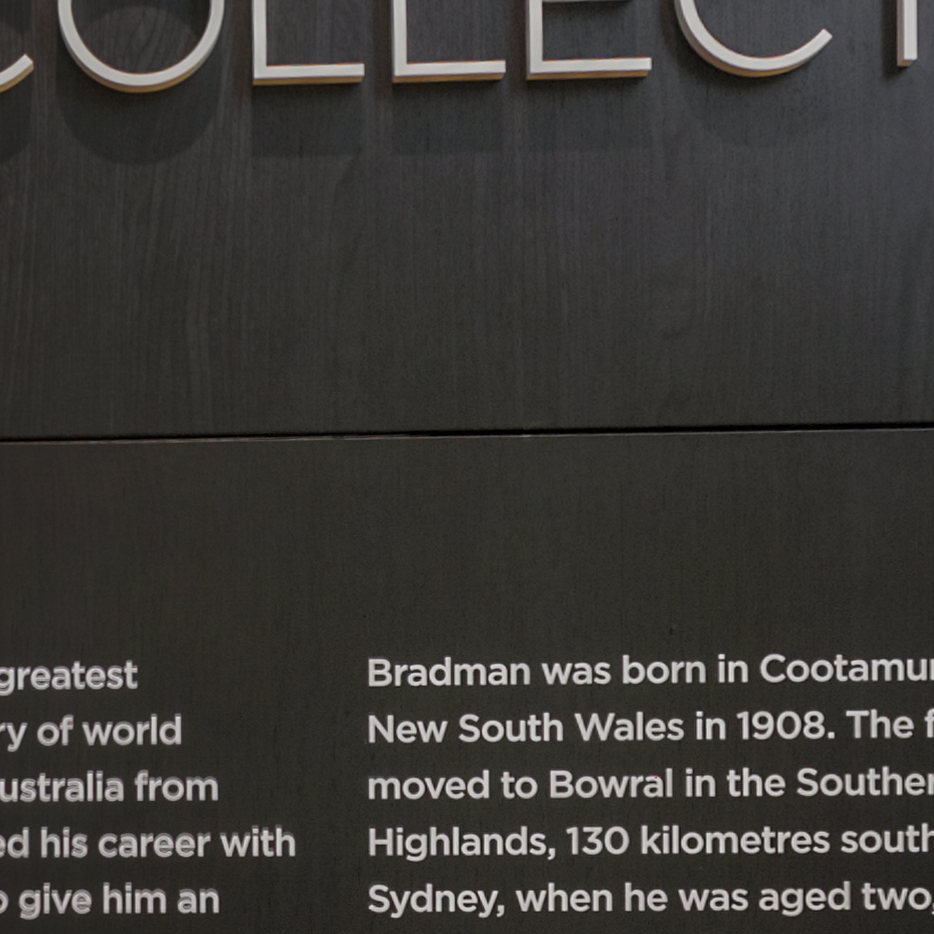 COLLECT
greatest
ry of world
ustralia from
ed his career with
o give him an
Bradman was born in Cootamu
New South Wales in 1908. The f
moved to Bowral in the Souther
Highlands, 130 kilometres south
Sydney, when he was aged two,